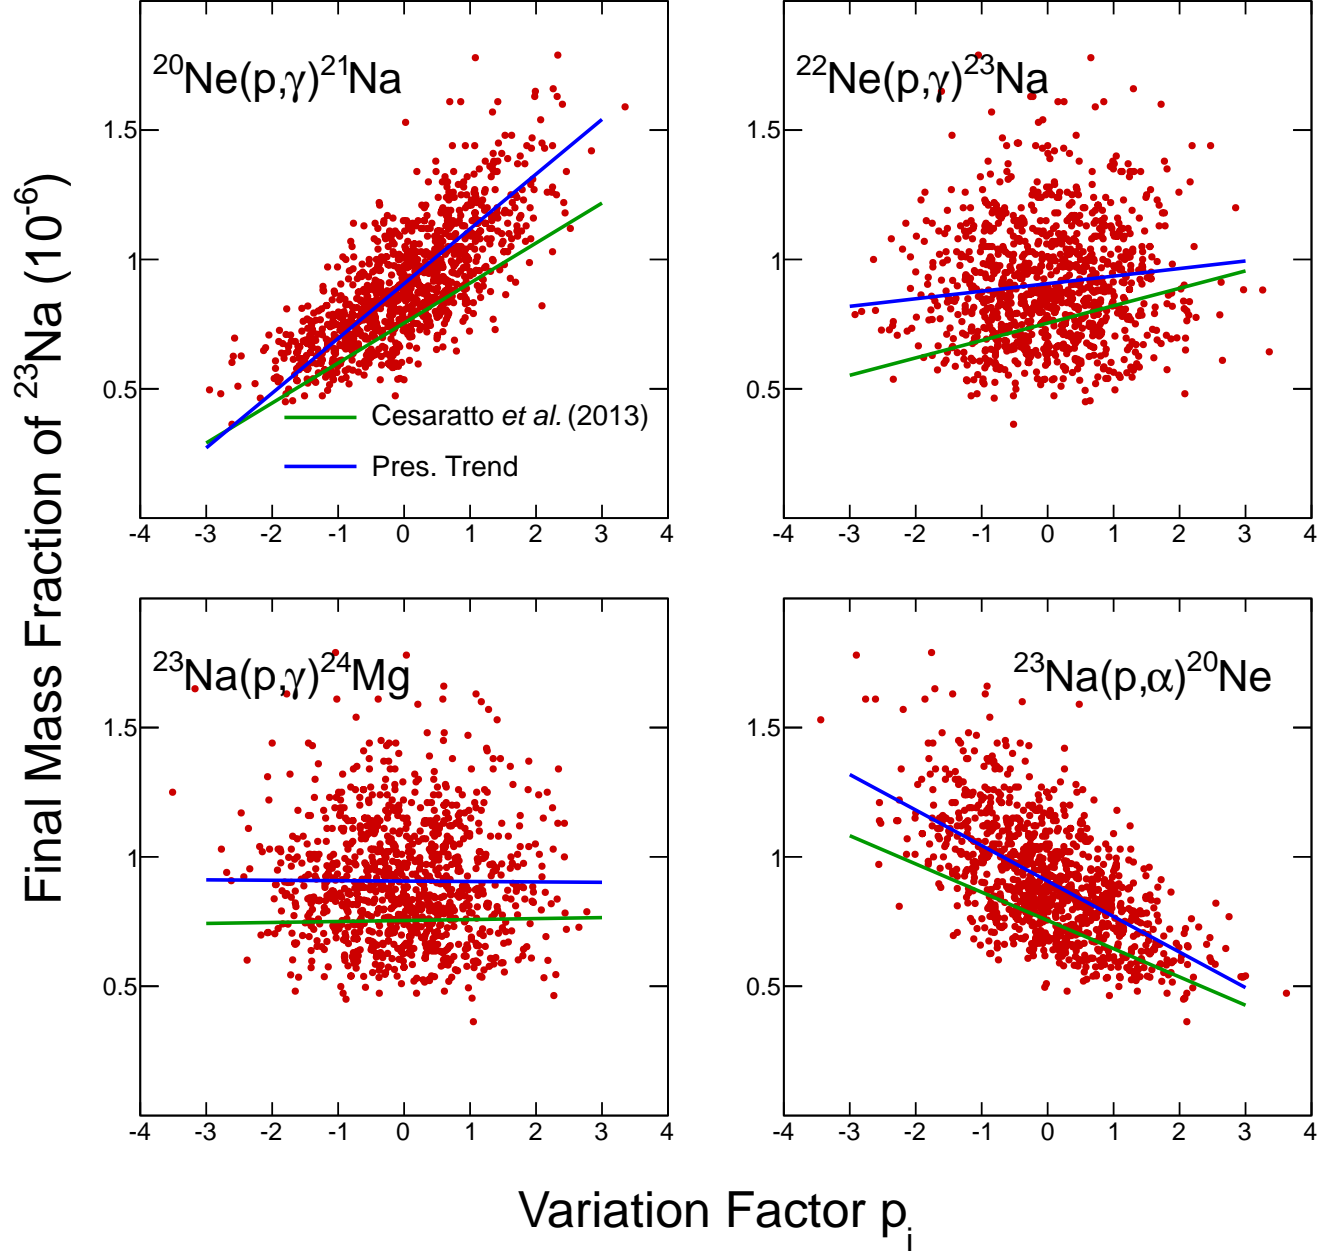 Final Mass Fraction of ²³Na (10⁻⁶)
²⁰Ne(p,γ)²¹Na
1.5
1
0.5
Cesaratto et al. (2013)
Pres. Trend
-4 -3 -2 -1 0 1 2 3 4
²²Ne(p,γ)²³Na
1.5
1
0.5
-4 -3 -2 -1 0 1 2 3 4
²³Na(p,γ)²⁴Mg
1.5
1
0.5
-4 -3 -2 -1 0 1 2 3 4
²³Na(p,α)²⁰Ne
1.5
1
0.5
-4 -3 -2 -1 0 1 2 3 4
Variation Factor pᵢ